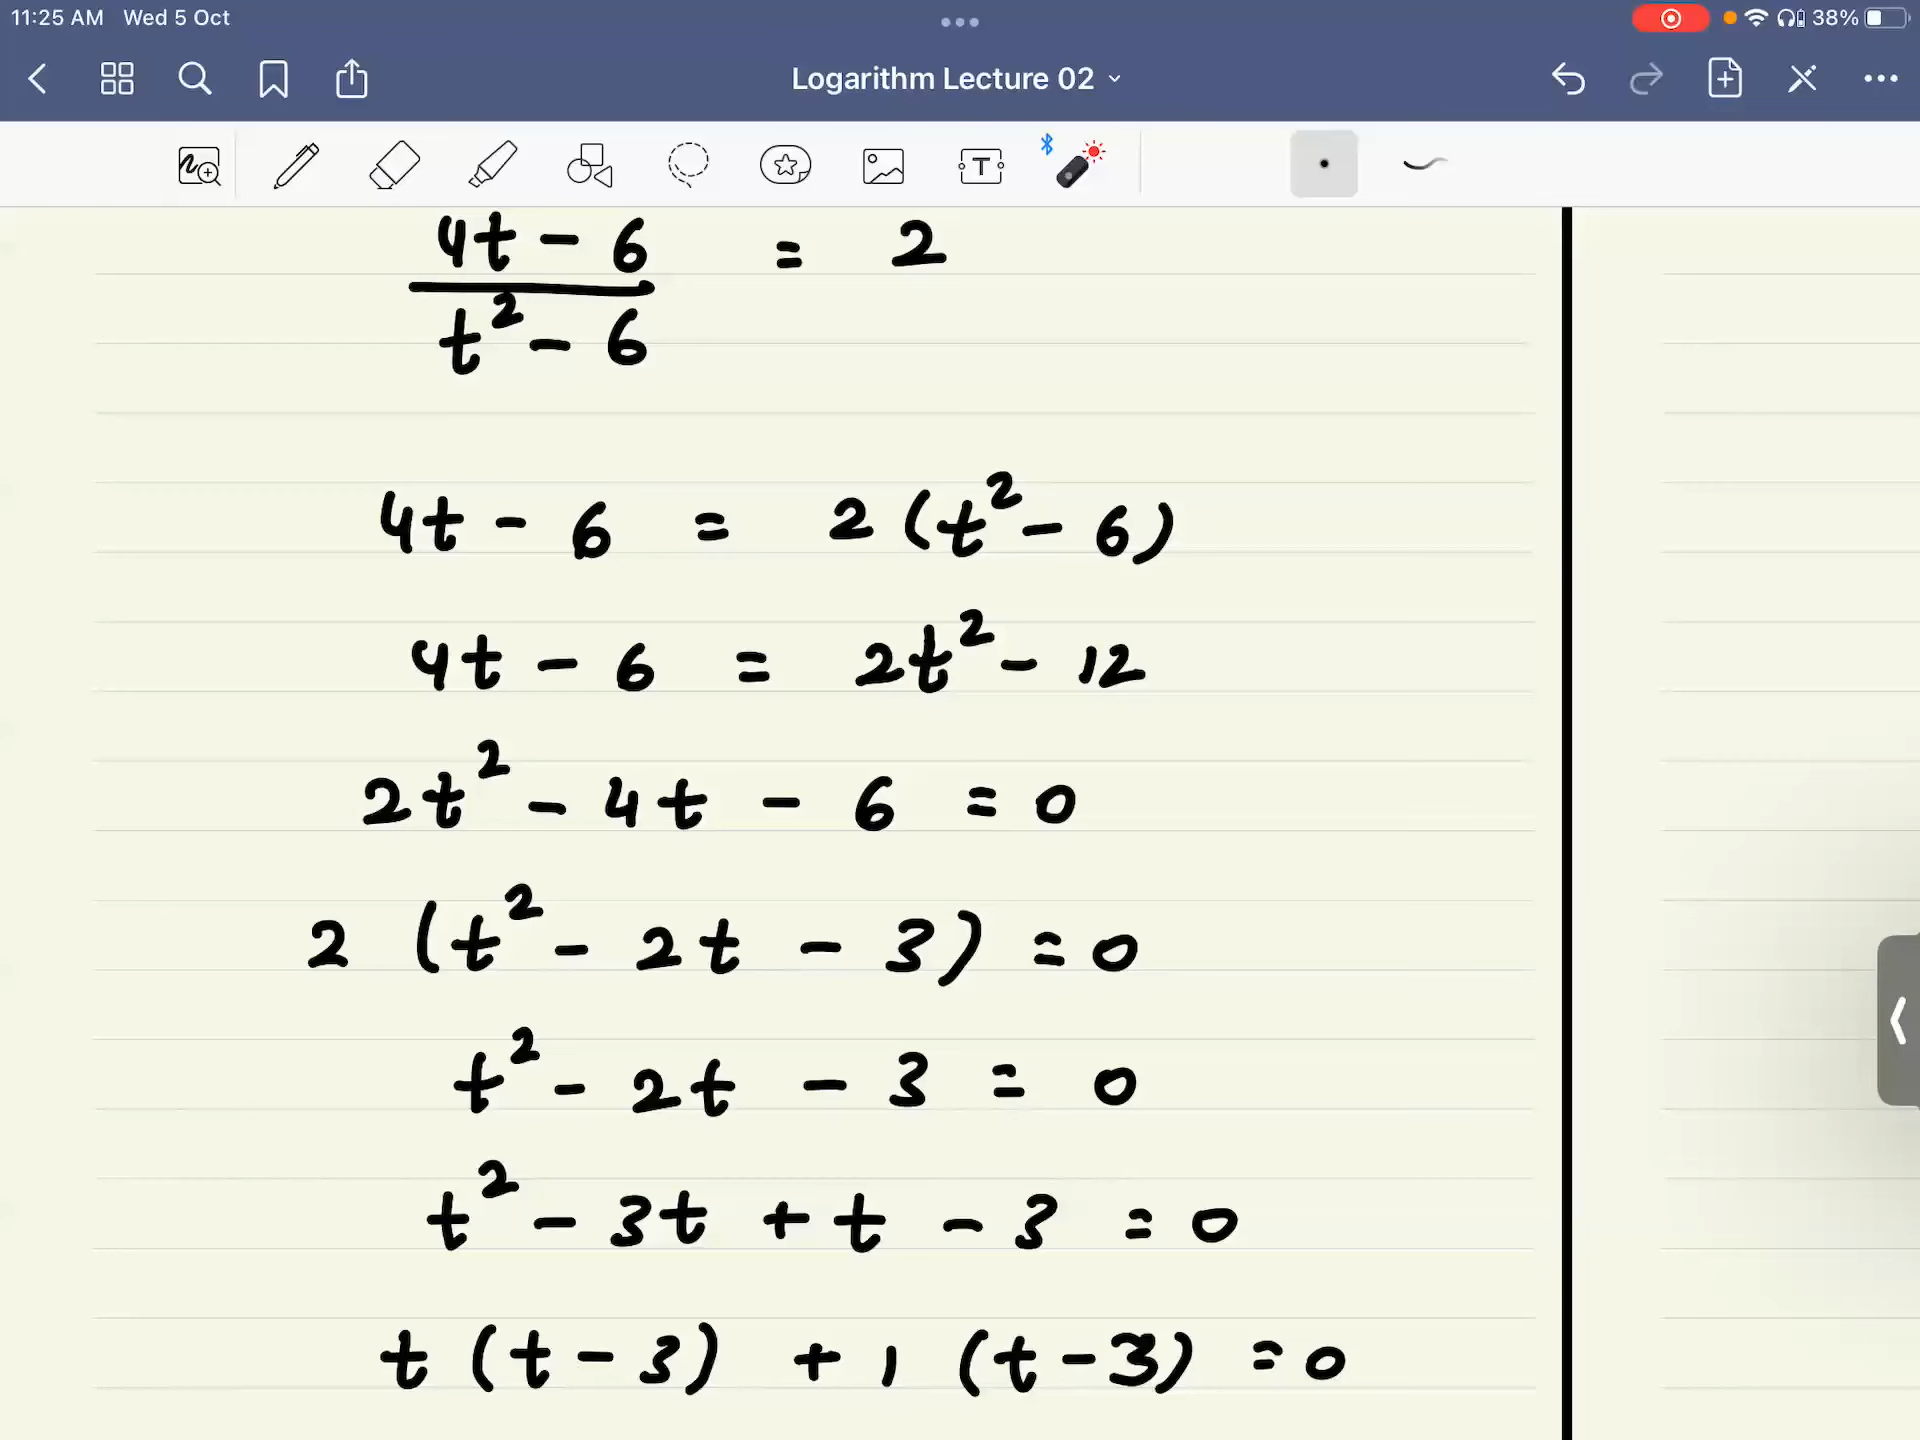 11:25 AM Wed 5 Oct
38%
Logarithm Lecture 02
T
4t - 6 = 2
t² - 6
4t - 6 = 2 (t² - 6)
4t - 6 = 2t² - 12
2t² - 4t - 6 = 0
2 (t² - 2t - 3) = 0
t² - 2t - 3 = 0
t² - 3t + t - 3 = 0
t (t - 3) + 1 (t - 3) = 0